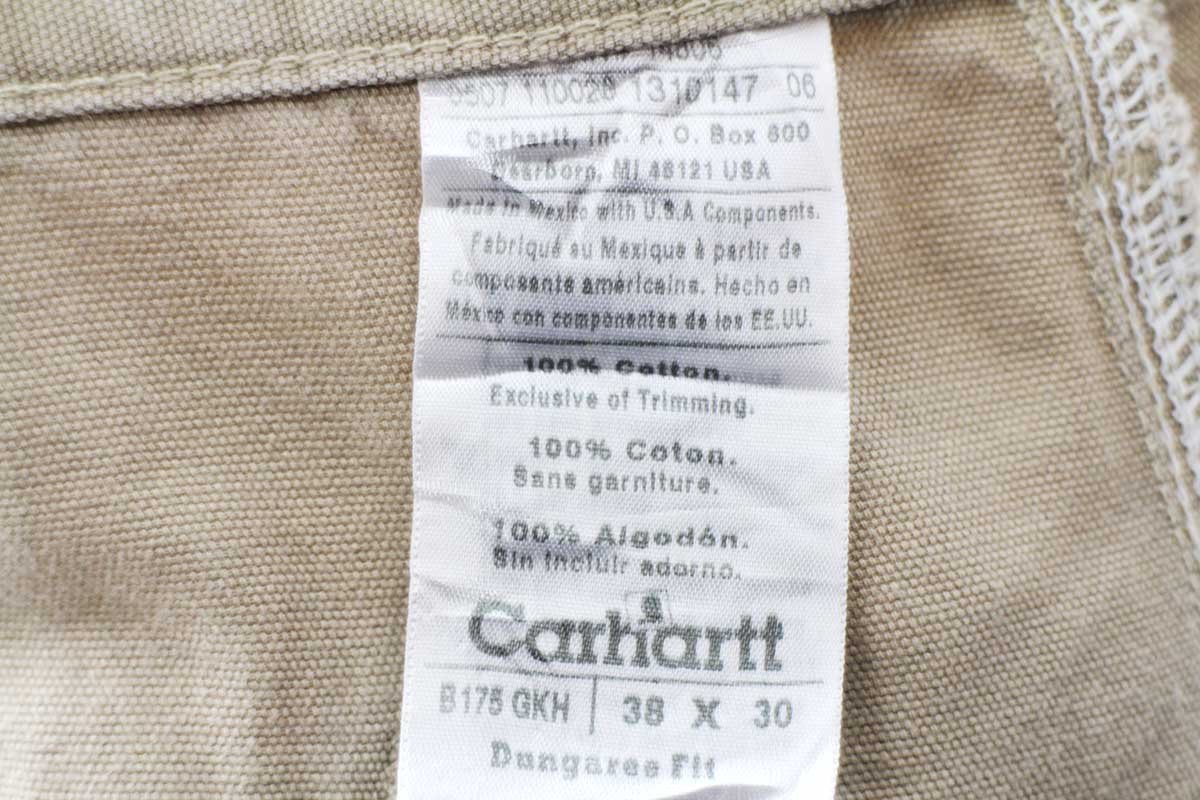 0507 110028 1310147 06
Carhartt, Inc. P. O. Box 600
Dearborn, MI 48121 USA
Made in Mexico with U.S.A Components.
Fabriqué au Mexique à partir de
composants américains. Hecho en
México con componentes de los EE.UU.
100% Cotton.
Exclusive of Trimming.
100% Coton.
Sans garniture.
100% Algodón.
Sin incluir adorno.
Carhartt
B175 GKH 38 X 30
Dungaree Fit